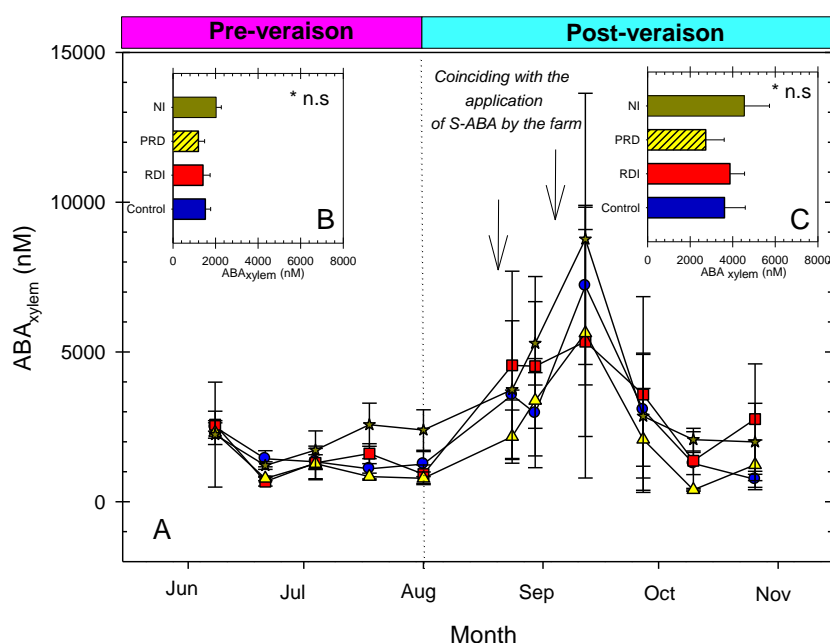 Pre-veraison
Post-veraison
15000
10000
5000
0
ABAxylem (nM)
Coinciding with the
application
of S-ABA by the farm
NI
PRD
RDI
Control
* n.s
B
0
2000
4000
6000
8000
ABAxylem
(nM)
NI
PRD
RDI
Control
* n.s
C
0
2000
4000
6000
8000
ABA xylem
(nM)
A
Jun
Jul
Aug
Sep
Oct
Nov
Month